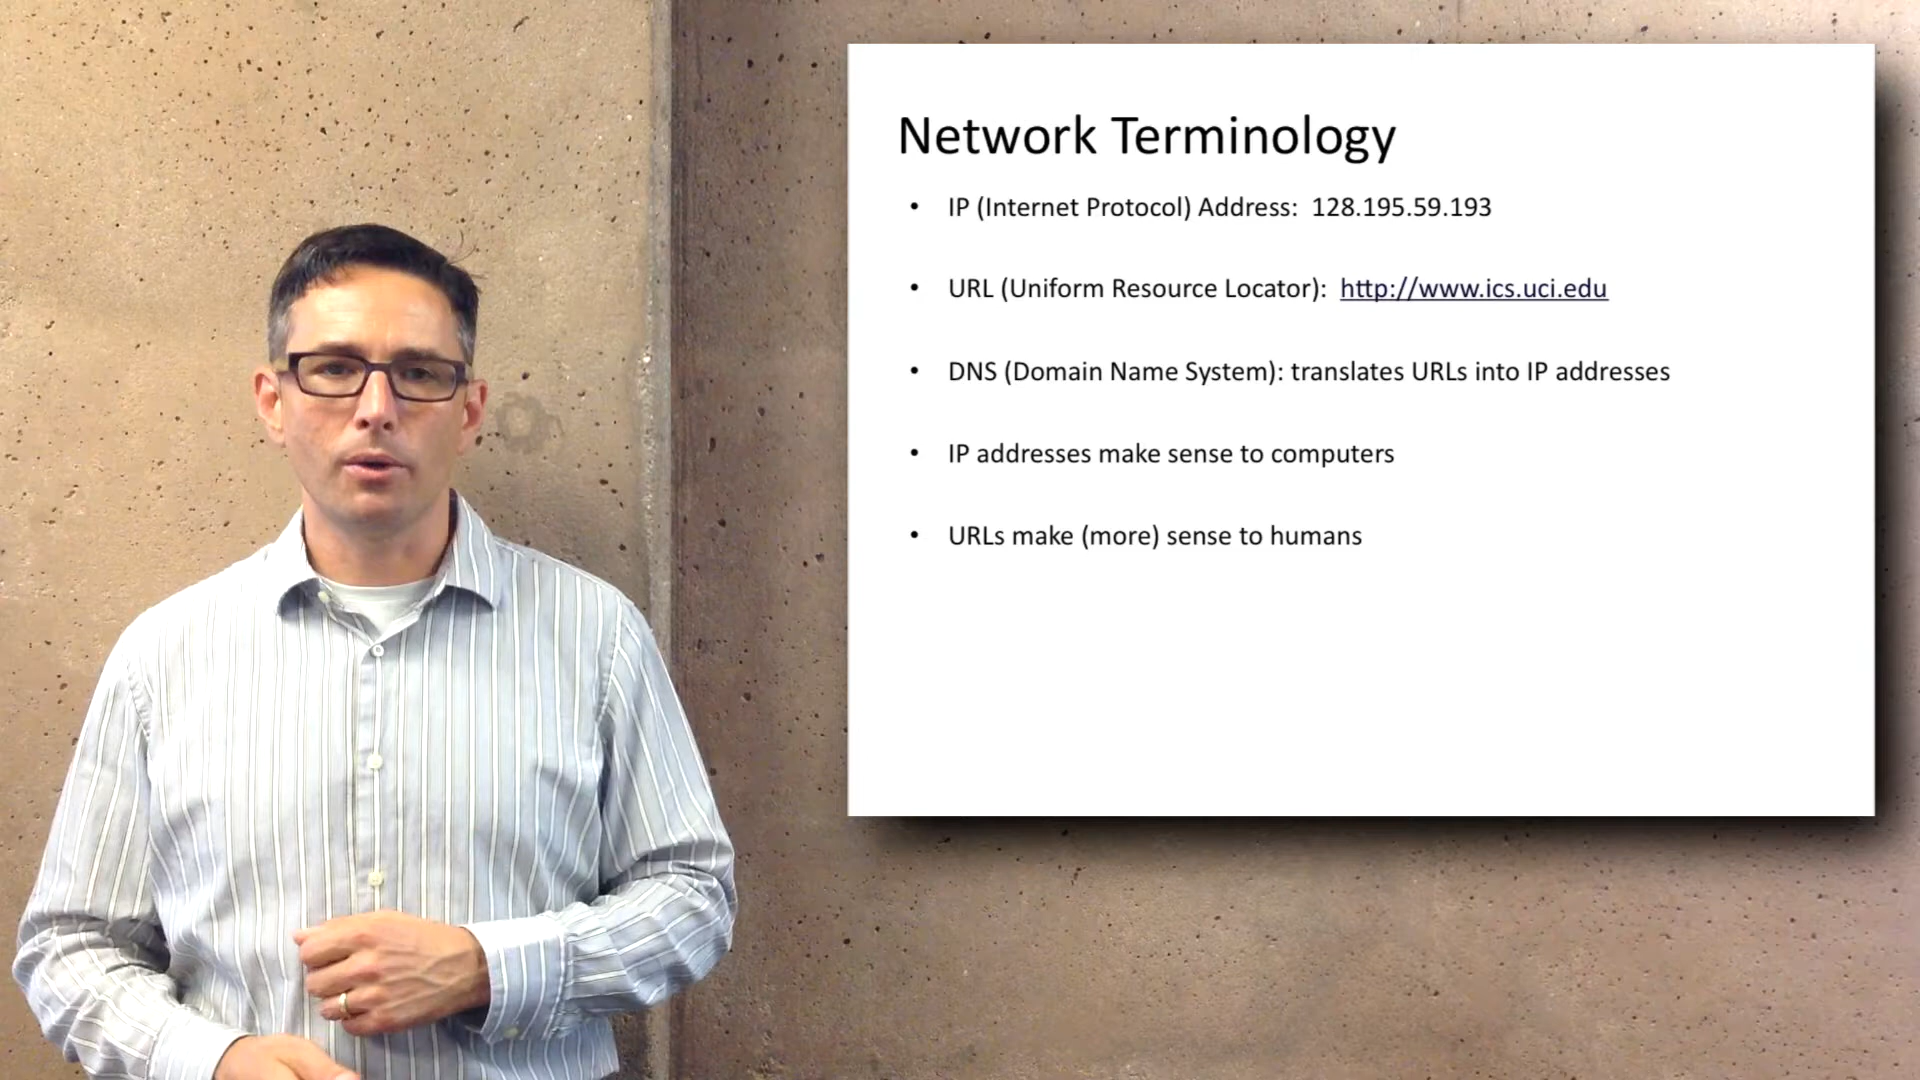 Network Terminology
• IP (Internet Protocol) Address:  128.195.59.193
• URL (Uniform Resource Locator):  http://www.ics.uci.edu
• DNS (Domain Name System): translates URLs into IP addresses
• IP addresses make sense to computers
• URLs make (more) sense to humans